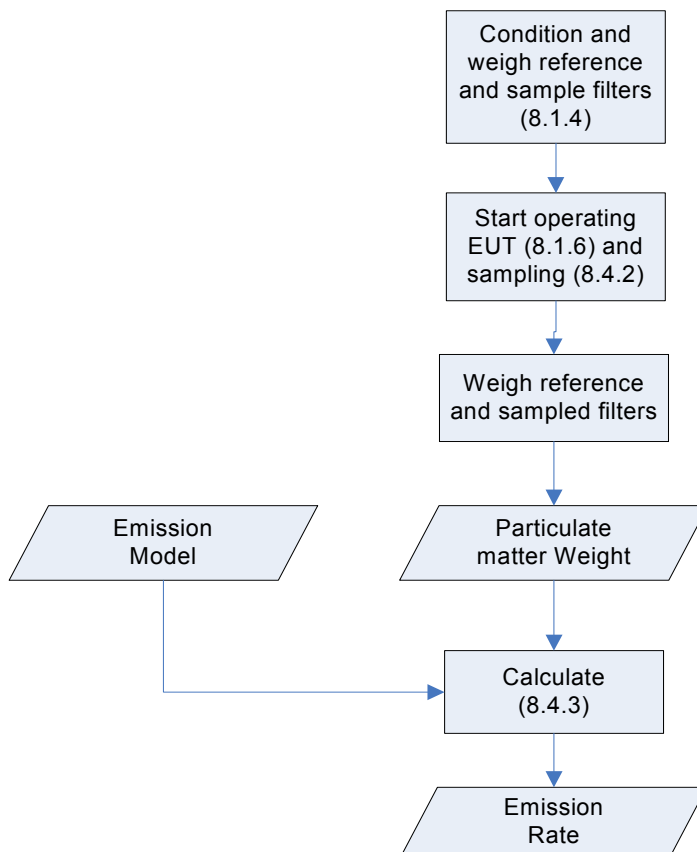 Condition and
weigh reference
and sample filters
(8.1.4)
Start operating
EUT (8.1.6) and
sampling (8.4.2)
Weigh reference
and sampled filters
Emission
Model
Particulate
matter Weight
Calculate
(8.4.3)
Emission
Rate